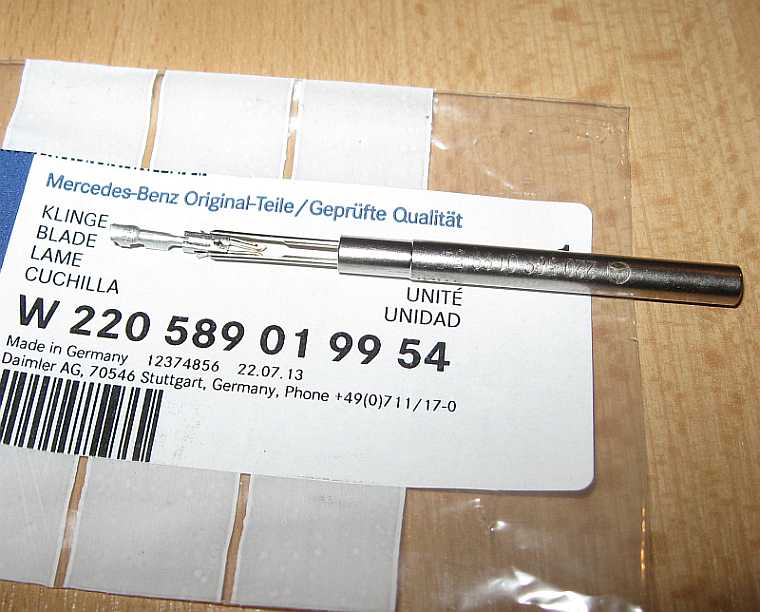 Mercedes-Benz Original-Teile/Geprüfte Qualität
KLINGE
BLADE
LAME
CUCHILLA
UNITÉ
UNIDAD
W 220 589 01 99 54
Made in Germany 12374856 22.07.13
Daimler AG, 70546 Stuttgart, Germany, Phone +49(0)711/17-0